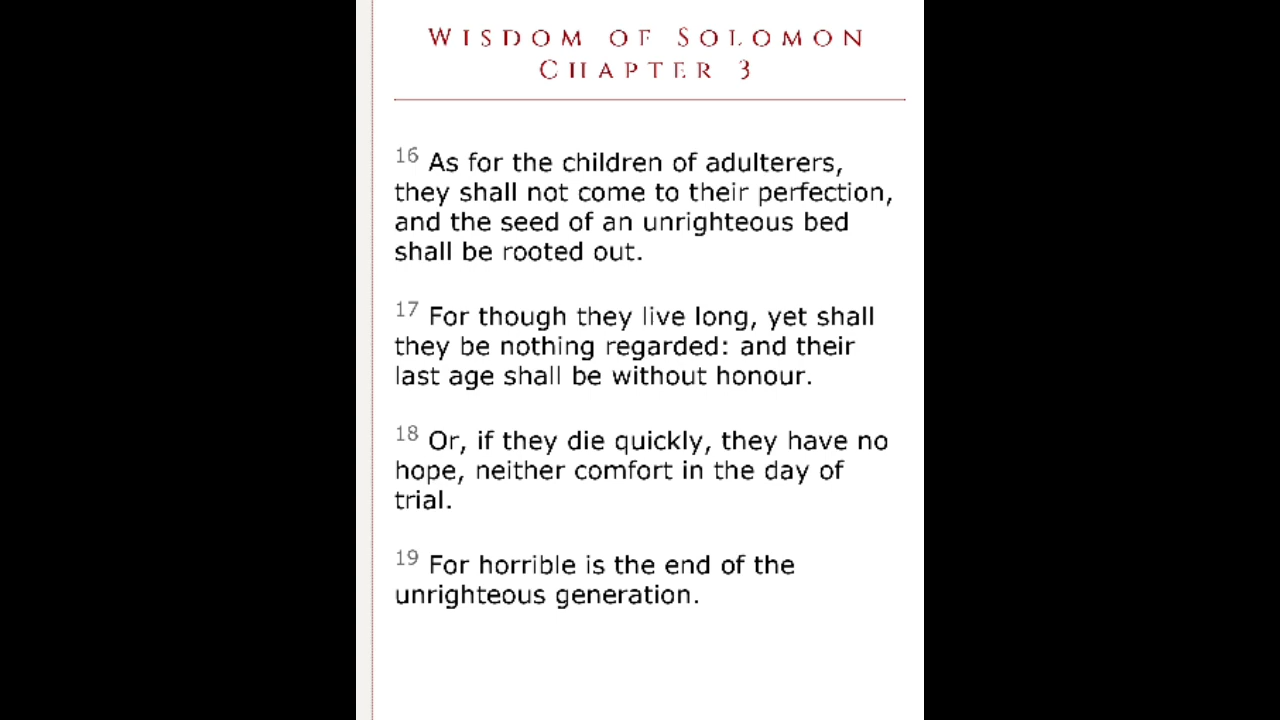 Wisdom of Solomon
Chapter 3
16 As for the children of adulterers,
they shall not come to their perfection,
and the seed of an unrighteous bed
shall be rooted out.
17 For though they live long, yet shall
they be nothing regarded: and their
last age shall be without honour.
18 Or, if they die quickly, they have no
hope, neither comfort in the day of
trial.
19 For horrible is the end of the
unrighteous generation.